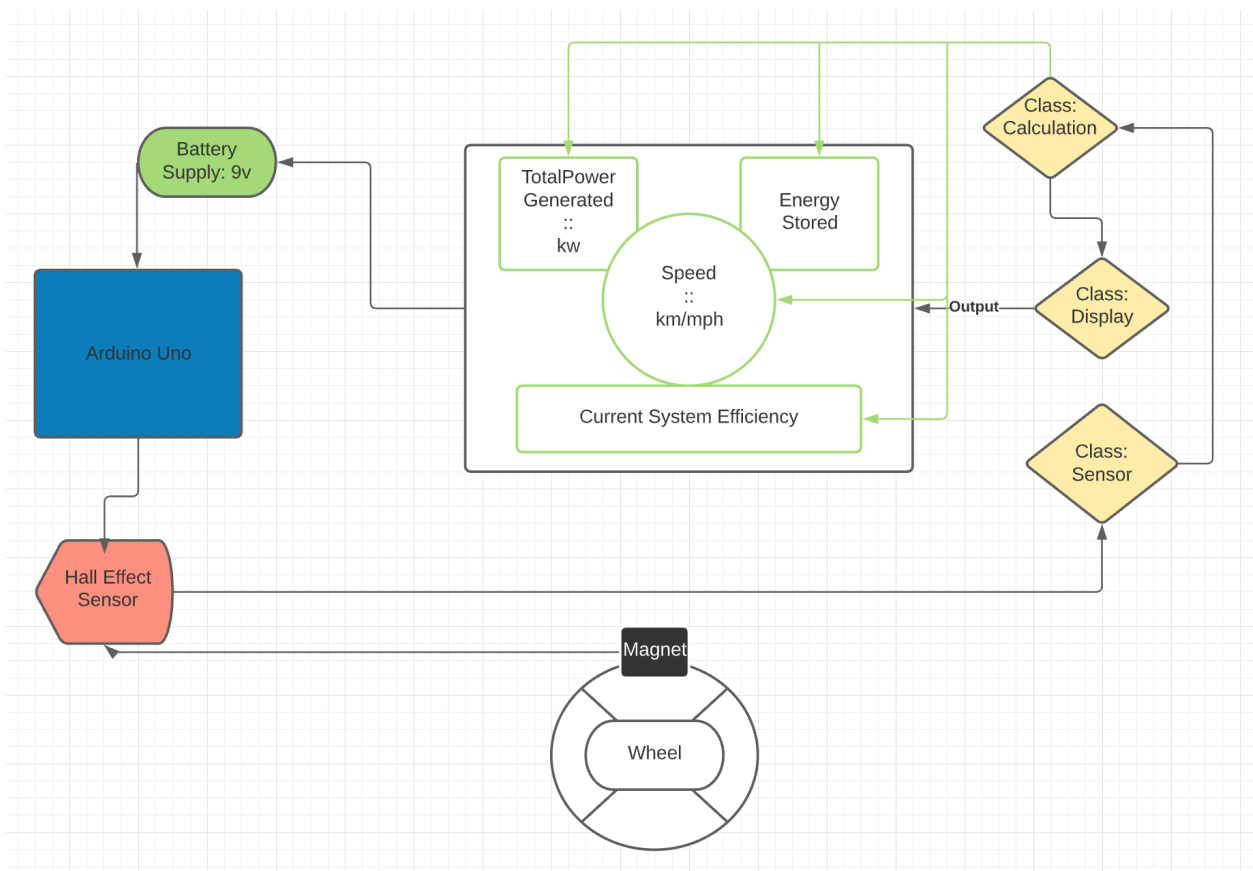 Battery
Supply: 9v
Arduino Uno
Hall Effect
Sensor
TotalPower
Generated
::
kw
Energy
Stored
Speed
::
km/mph
Current System Efficiency
Output
Class:
Calculation
Class:
Display
Class:
Sensor
Magnet
Wheel